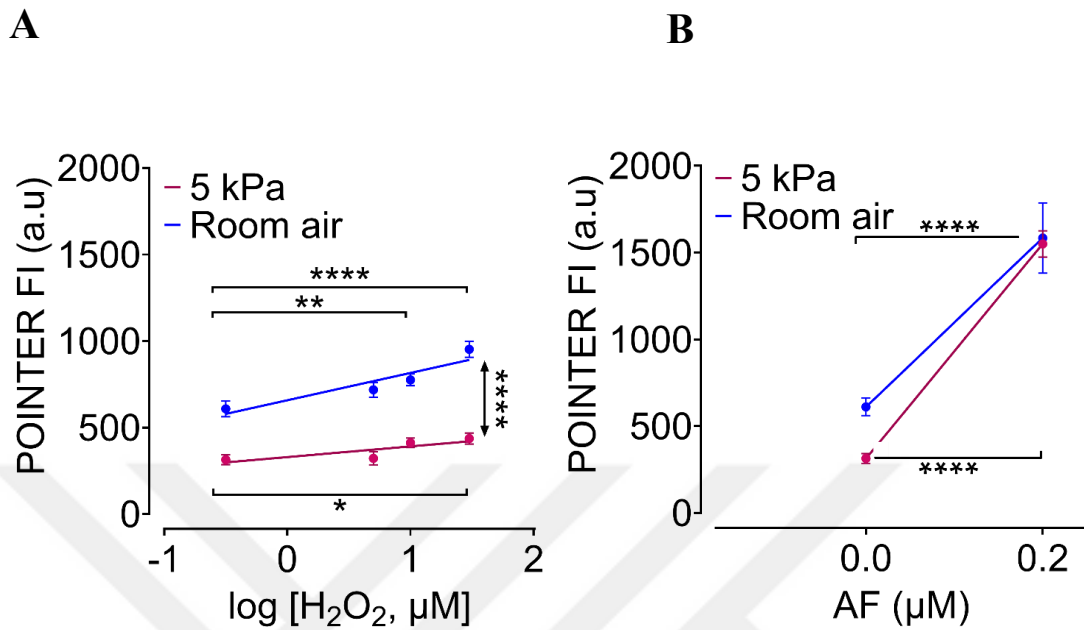 A
B
2000
1500
1000
500
0
POINTER FI (a.u)
5 kPa
Room air
****
**
****
*
-1
0
1
2
log [H₂O₂, µM]
2000
1500
1000
500
0
POINTER FI (a.u)
5 kPa
Room air
****
****
0.0
0.2
AF (µM)